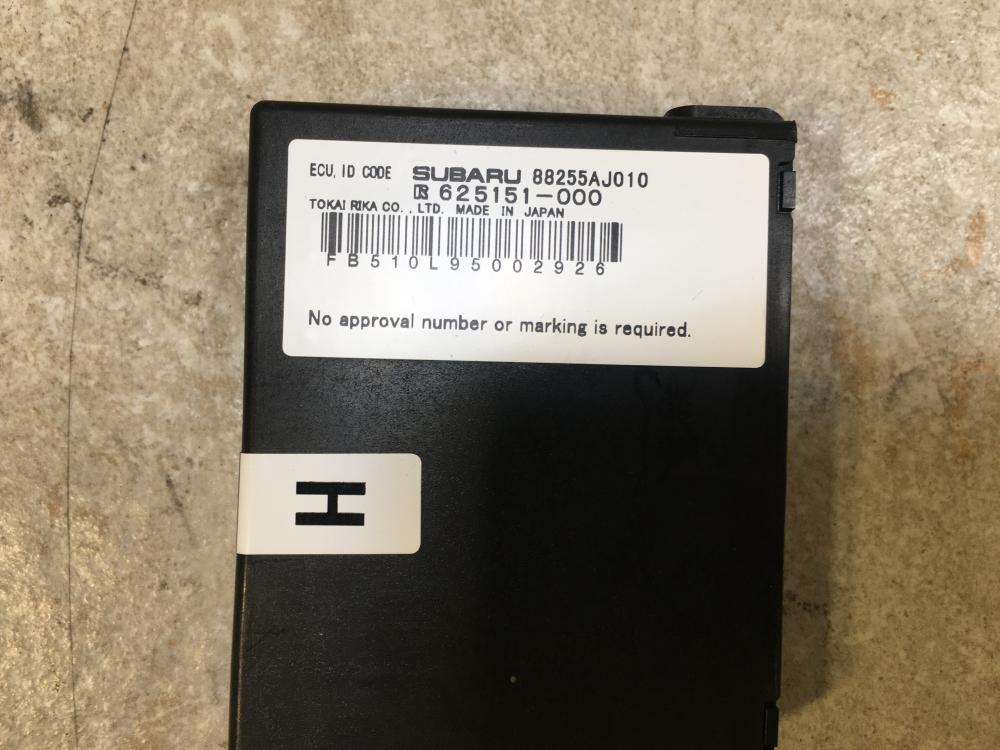 ECU, ID CODE SUBARU 88255AJ010
625151-000
TOKAI RIKA CO., LTD. MADE IN JAPAN
FB510L95002926
No approval number or marking is required.
H